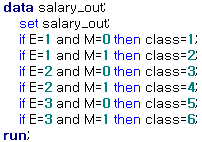 data salary_out;
set salary_out;
if E=1 and M=0 then class=1;
if E=1 and M=1 then class=2;
if E=2 and M=0 then class=3;
if E=2 and M=1 then class=4;
if E=3 and M=0 then class=5;
if E=3 and M=1 then class=6;
run;